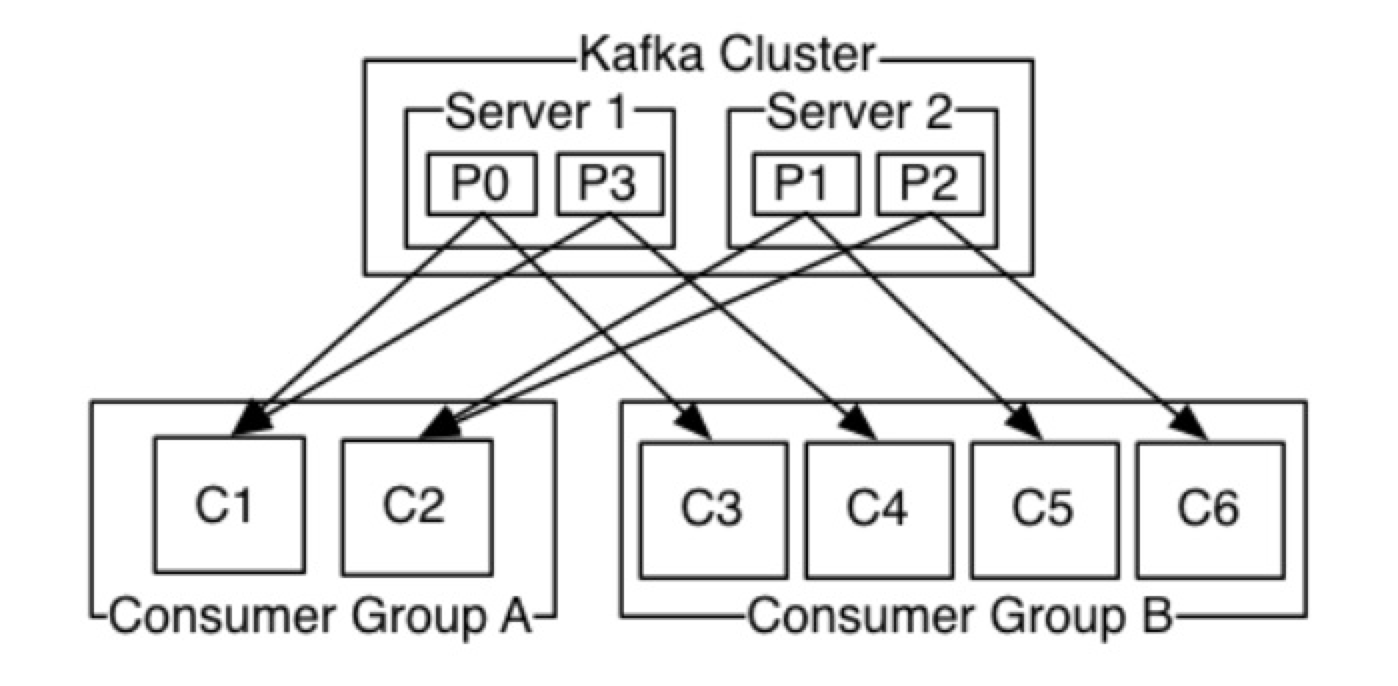 Kafka Cluster
Server 1
Server 2
P0
P3
P1
P2
C1
C2
C3
C4
C5
C6
Consumer Group A
Consumer Group B